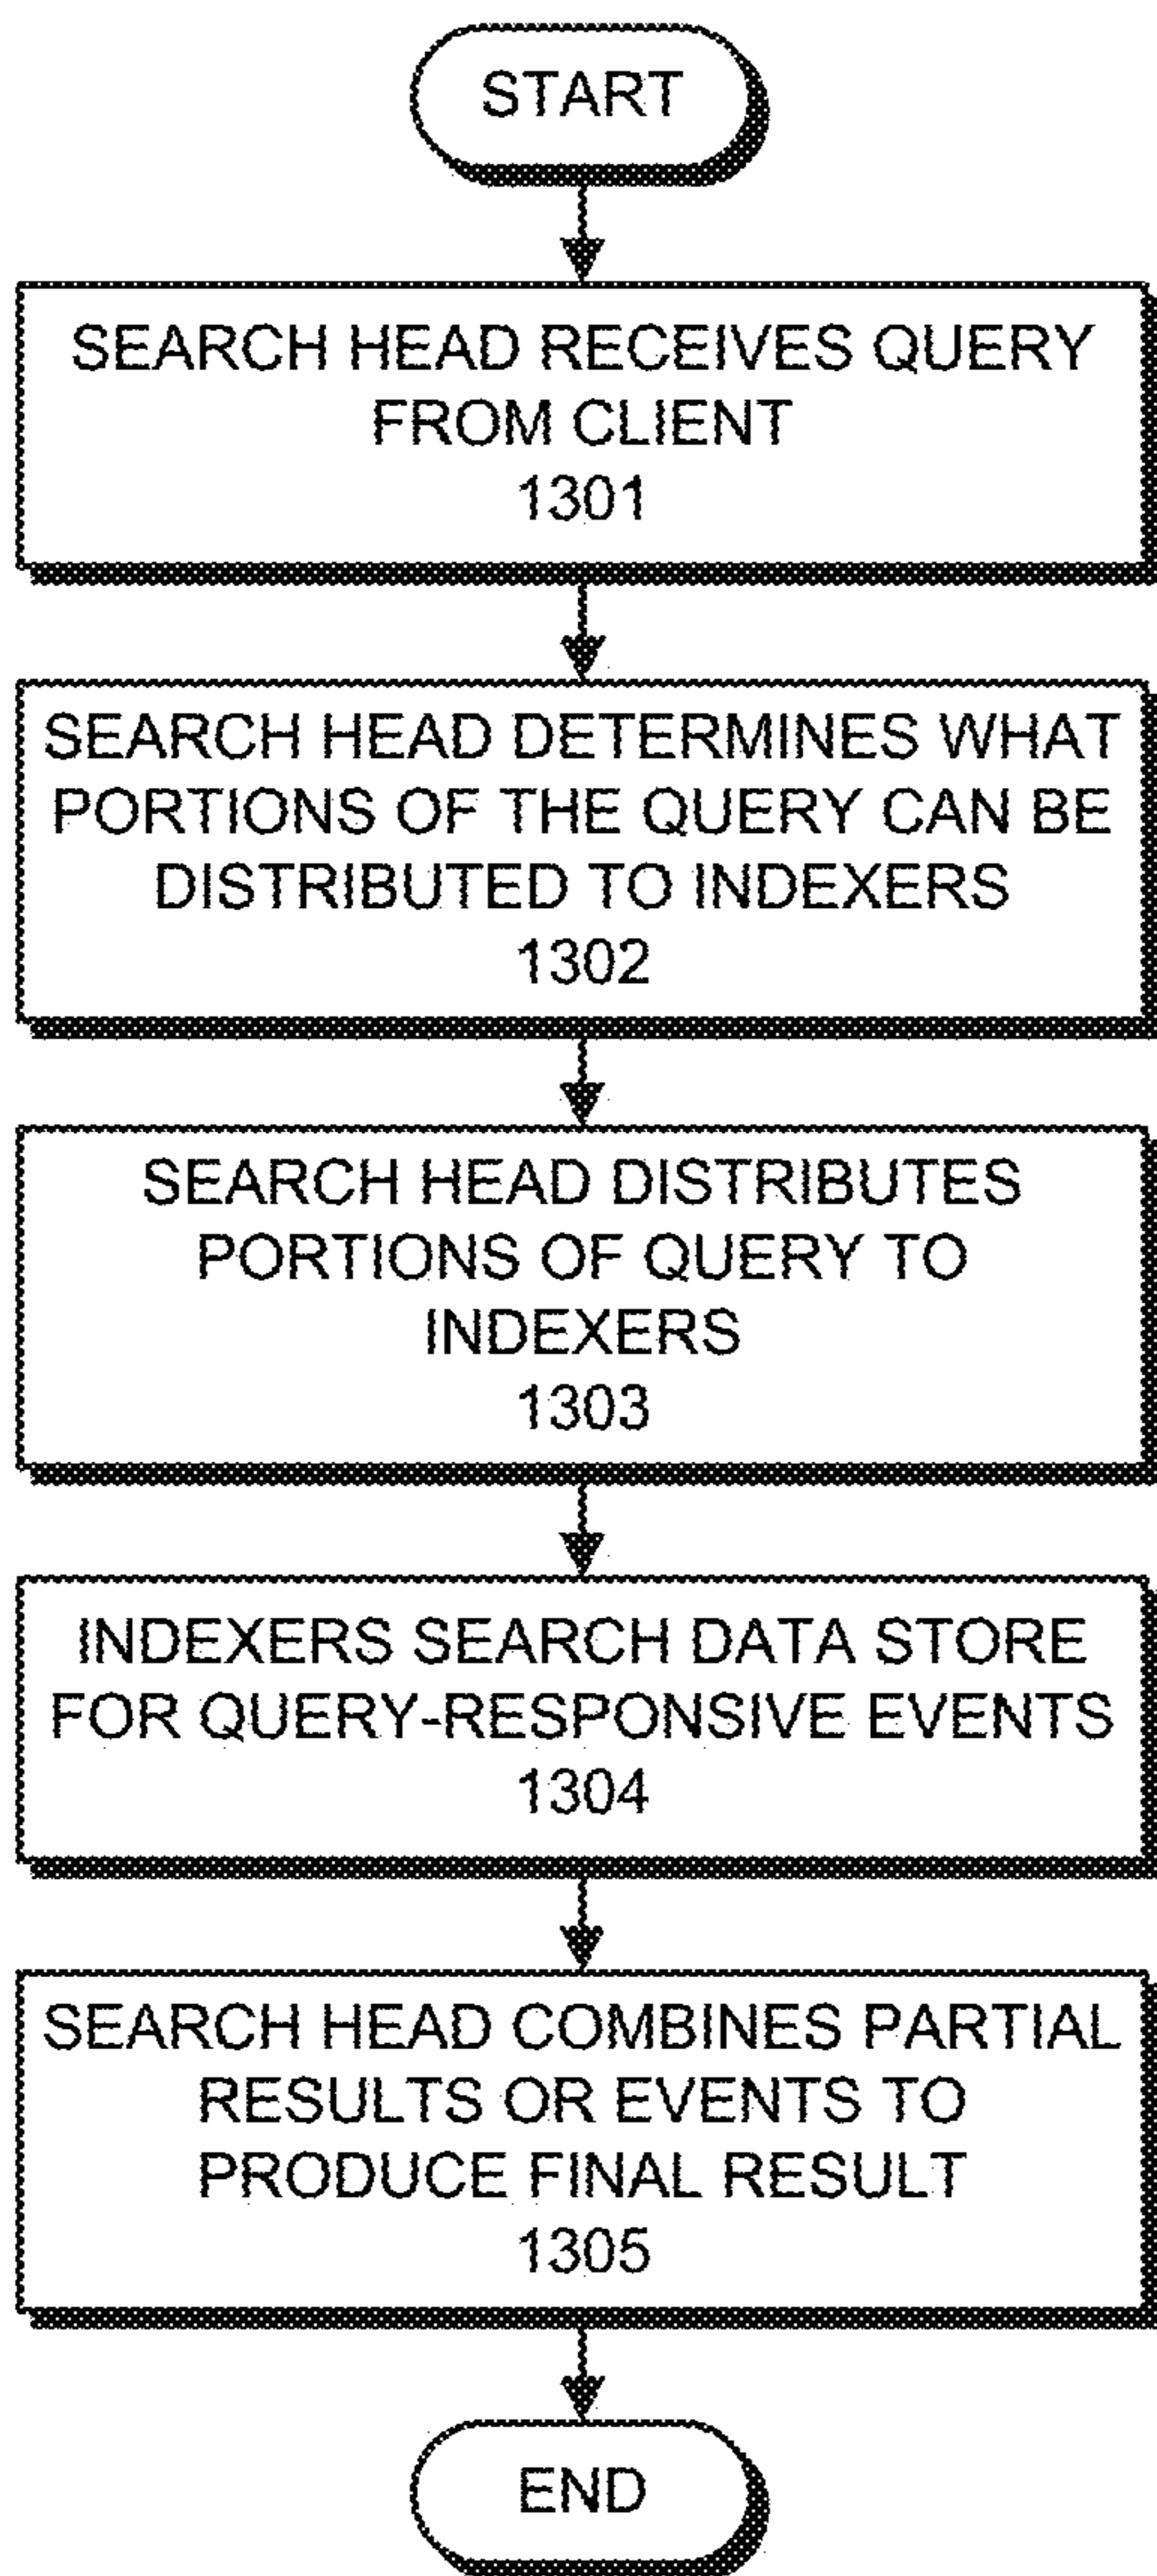 START
SEARCH HEAD RECEIVES QUERY
FROM CLIENT
1301
SEARCH HEAD DETERMINES WHAT
PORTIONS OF THE QUERY CAN BE
DISTRIBUTED TO INDEXERS
1302
SEARCH HEAD DISTRIBUTES
PORTIONS OF QUERY TO
INDEXERS
1303
INDEXERS SEARCH DATA STORE
FOR QUERY-RESPONSIVE EVENTS
1304
SEARCH HEAD COMBINES PARTIAL
RESULTS OR EVENTS TO
PRODUCE FINAL RESULT
1305
END